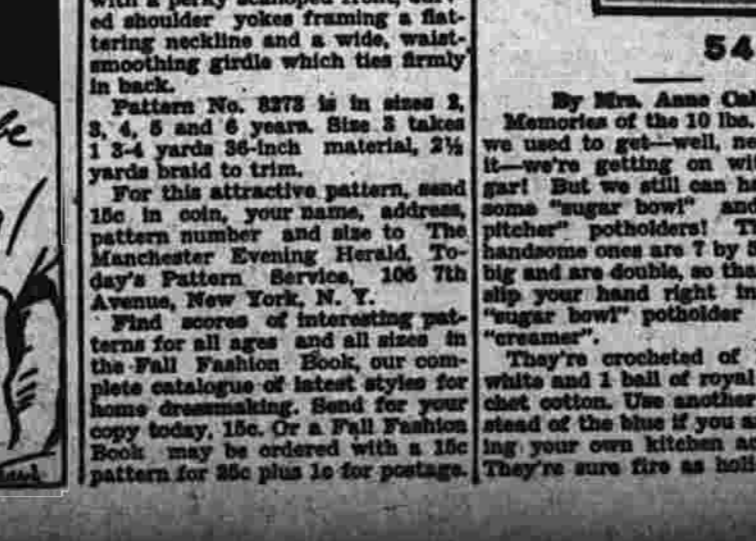 with a perky scalloped front, curv-
ed shoulder yokes framing a flat-
tering neckline and a wide, waist-
smoothing girdle which ties firmly
in back.
Pattern No. 8273 is in sizes 2,
3, 4, 5 and 6 years. Size 3 takes
1 3-4 yards 36-inch material, 2½
yards braid to trim.
For this attractive pattern, send
15c in coin, your name, address,
pattern number and size to The
Manchester Evening Herald, To-
day's Pattern Service, 106 7th
Avenue, New York, N. Y.
Find scores of interesting pat-
terns for all ages and all sizes in
the Fall Fashion Book, our com-
plete catalogue of latest styles for
home dressmaking. Send for your
copy today, 15c. Or a Fall Fashion
Book may be ordered with a 15c
pattern for 25c plus 1c for postage.
54
By Mrs. Anne
Memories of the 10 lbs.
we used to get—well, ne
it—we're getting on
gar! But we still can
some "sugar bowl" and
pitcher" potholders!
handsome ones are 7 by
big and are double, so
slip your hand right
"sugar bowl" potholder
"creamer".
They're crocheted of
white and 1 ball of royal
chet cotton. Use another
stead of the blue if you
ing your own kitchen
They're sure fire as holi